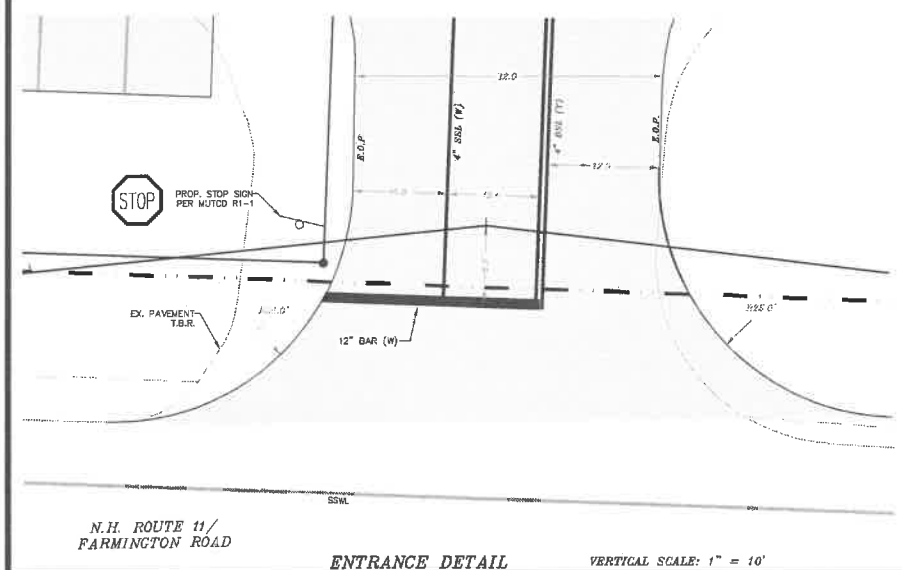 E.O.P.
4" SSL (W)
4" DSL (Y)
E.O.P.
STOP
PROP. STOP SIGN
PER MUTCD R1-1
EX. PAVEMENT
T.B.R.
R25.0'
12" BAR (W)
SSWL
N.H. ROUTE 11/
FARMINGTON ROAD
ENTRANCE DETAIL
VERTICAL SCALE: 1" = 10'